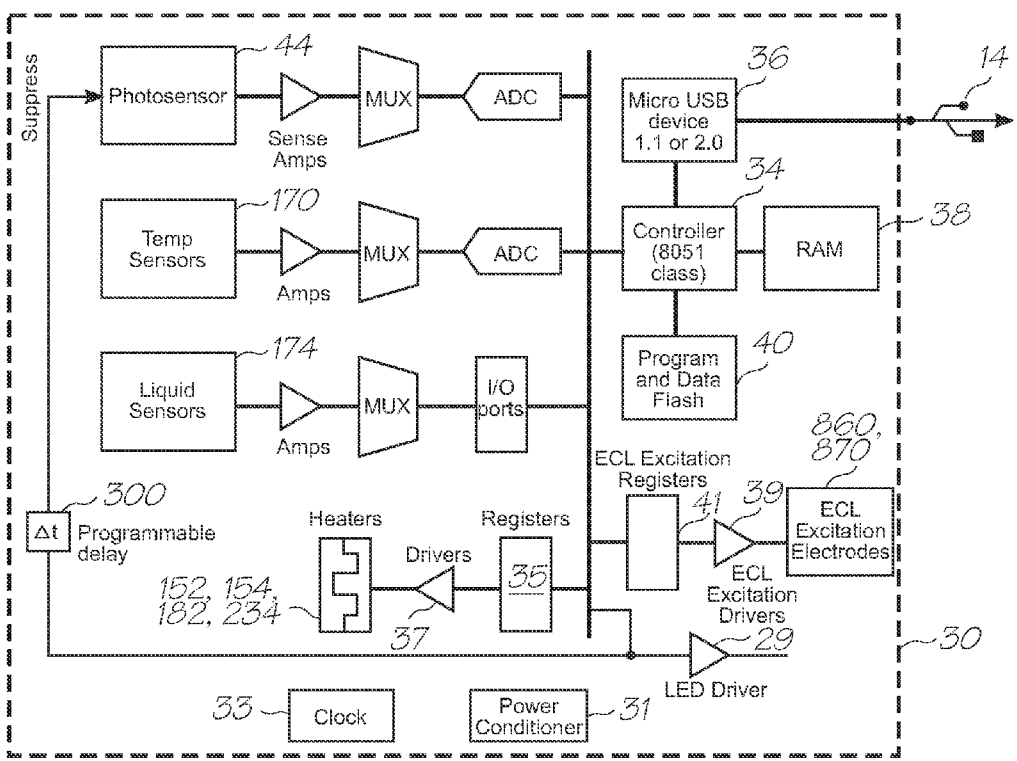 Suppress
44
Photosensor
Sense
Amps
MUX
ADC
36
Micro USB
device
1.1 or 2.0
14
170
Temp
Sensors
Amps
MUX
ADC
34
Controller
(8051
class)
38
RAM
174
Liquid
Sensors
Amps
MUX
I/O
ports
40
Program
and Data
Flash
860,
870
ECL Excitation
Registers
41
39
ECL
Excitation
Electrodes
ECL
Excitation
Drivers
300
Δt
Programmable
delay
Heaters
152, 154,
182, 234
Drivers
37
Registers
35
29
LED Driver
30
33
Clock
Power
Conditioner
31